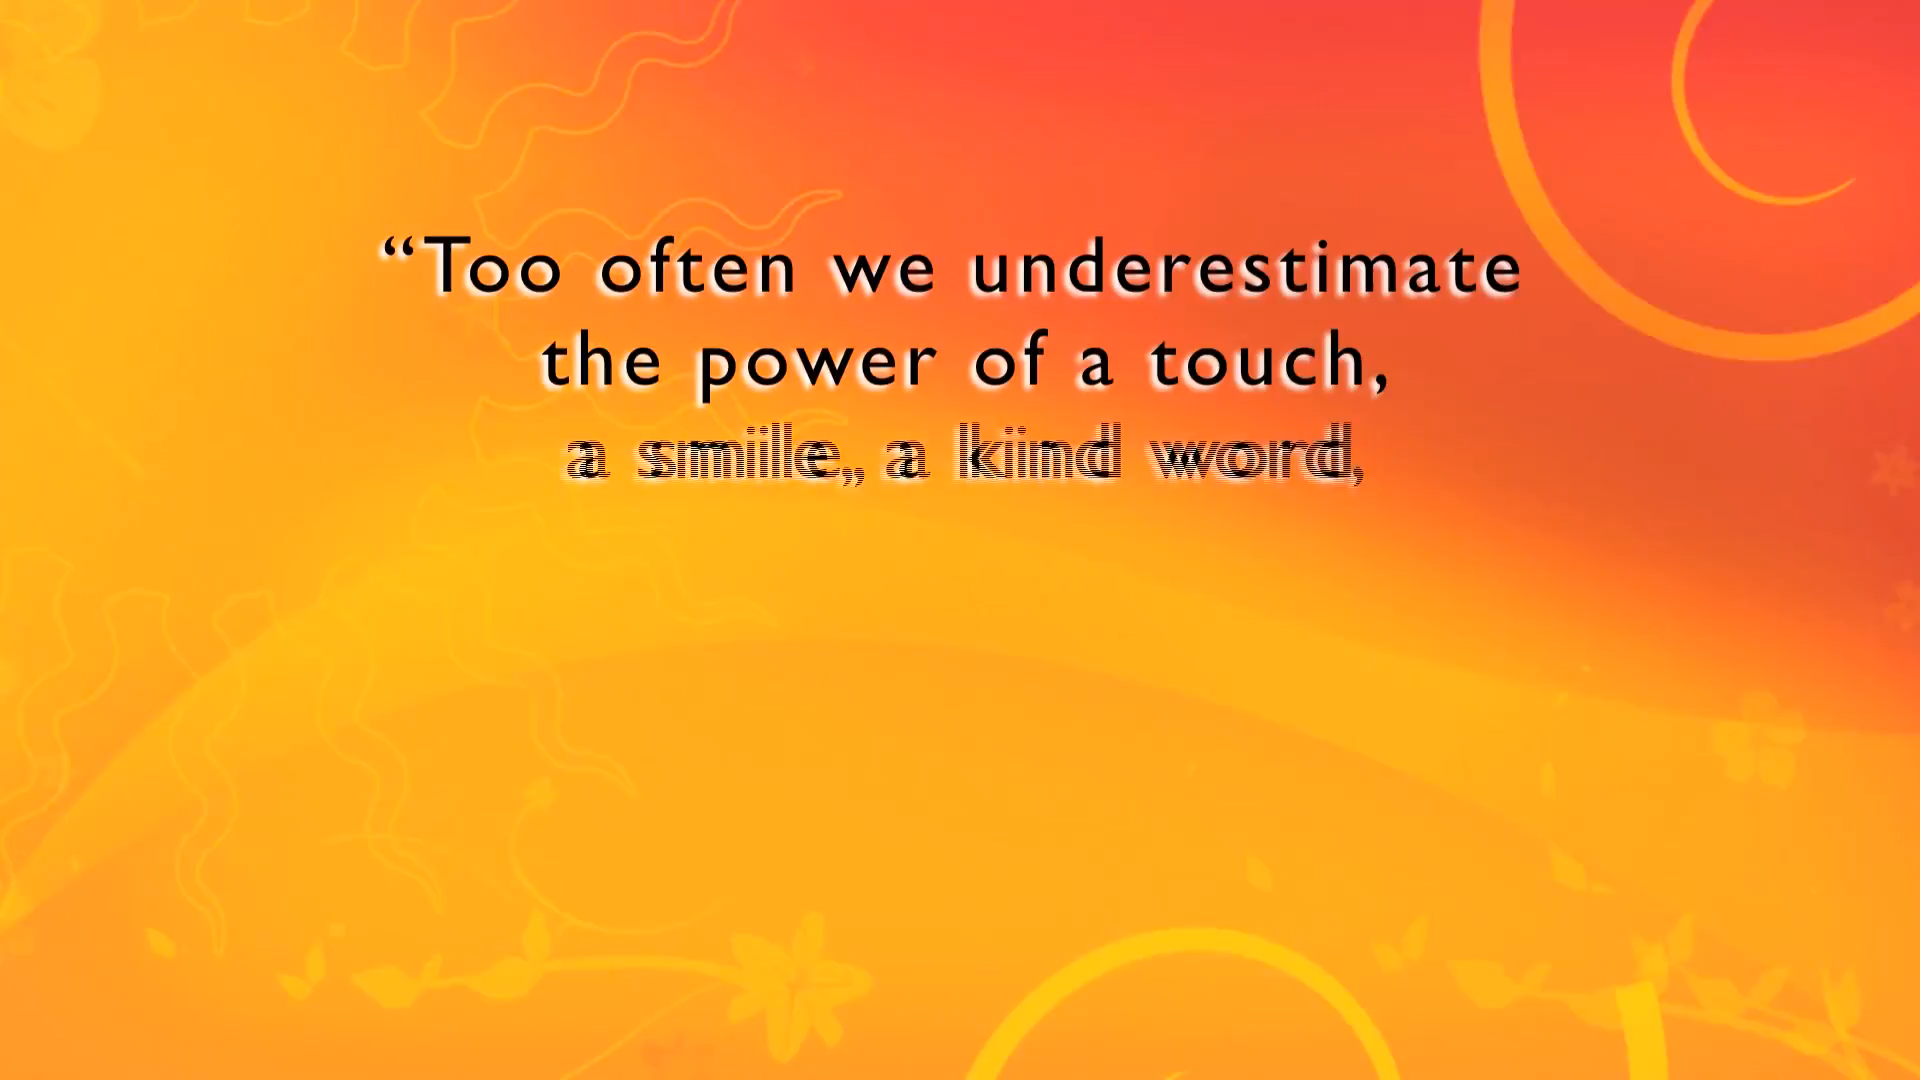 “Too often we underestimate
the power of a touch,
a smile, a kind word,